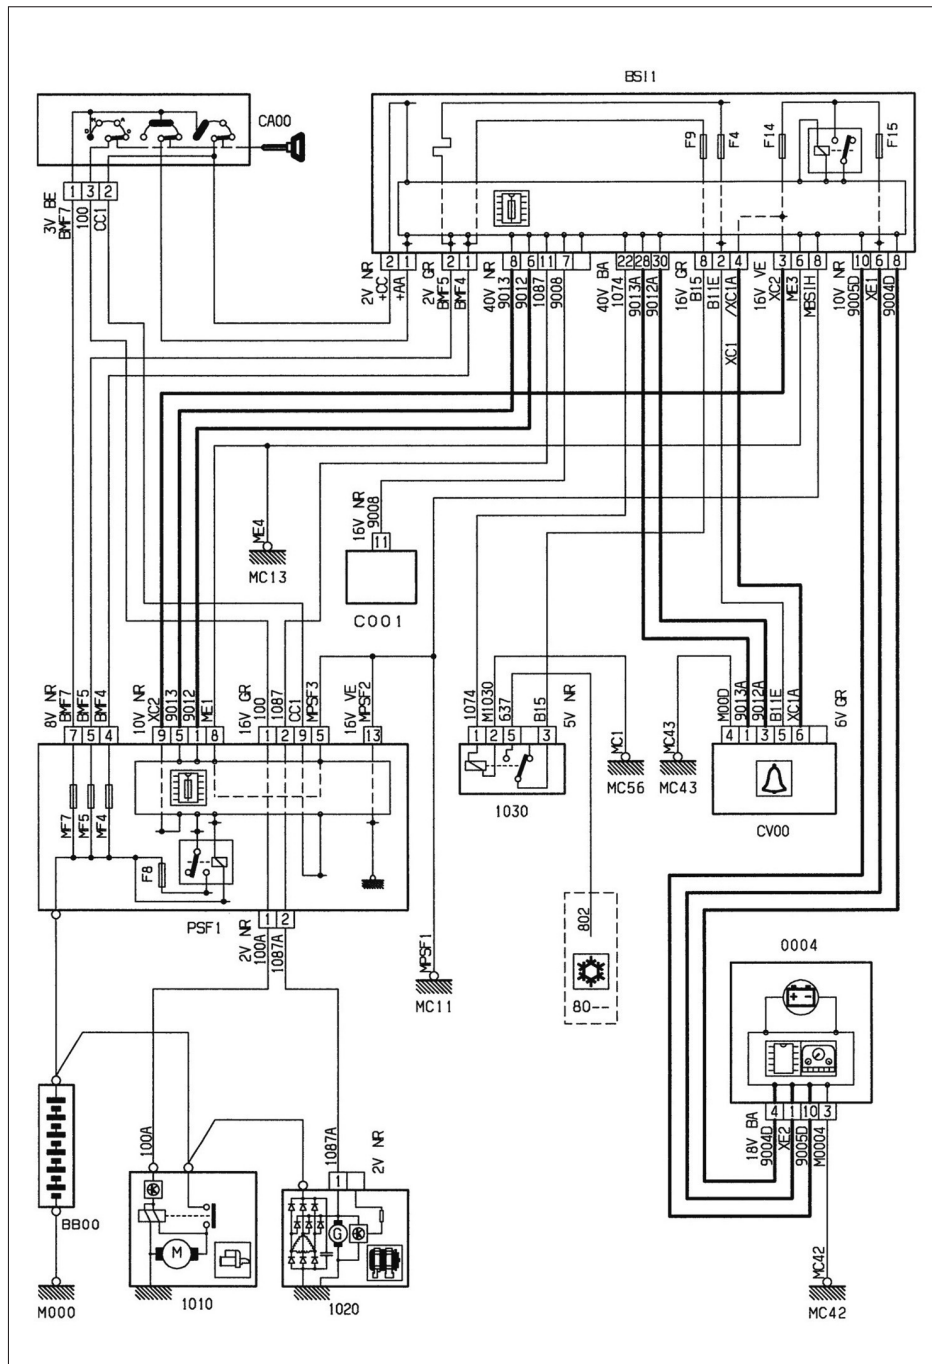 BSI1
CA00
F9
F4
F14
F15
1 3 2
3V BE
BMF7
100
CC1
2 1
2V NR
+CC
+AA
2 1
2V GR
BMF5
BMF4
8 6 11 7
40V NR
9013
9012
1087
9008
22 28 30
40V BA
1074
9013A
9012A
8 2 4
16V GR
B15
B11E
/XC1A
XC1
3 6 8
16V VE
XC2
ME3
MBSIH
10 6 8
10V NR
9005D
XE1
9004D
ME4
MC13
16V NR
9008
11
C001
8V NR
BMF7
BMF5
BMF4
7 5 4
10V NR
XC2
9013
9012
ME1
9 5 1 8
16V GR
100
1087
CC1
MPSF3
1 2 9 5
16V VE
MPSF2
13
MF7
MF5
MF4
F8
PSF1
1 2
2V NR
100A
1087A
1074
M1030
637
B15
5V NR
1 2 5 3
1030
MC1
MC56
MC43
MC43
M00D
9013A
9012A
B11E
XC1A
6V GR
4 1 3 5 6
CV00
MPSF1
MC11
802
80--
0004
4 1 10 3
18V BA
9004D
XE2
9005D
M0004
MC42
MC42
BB00
M000
100A
M
1010
1087A
2V NR
1
G
1020